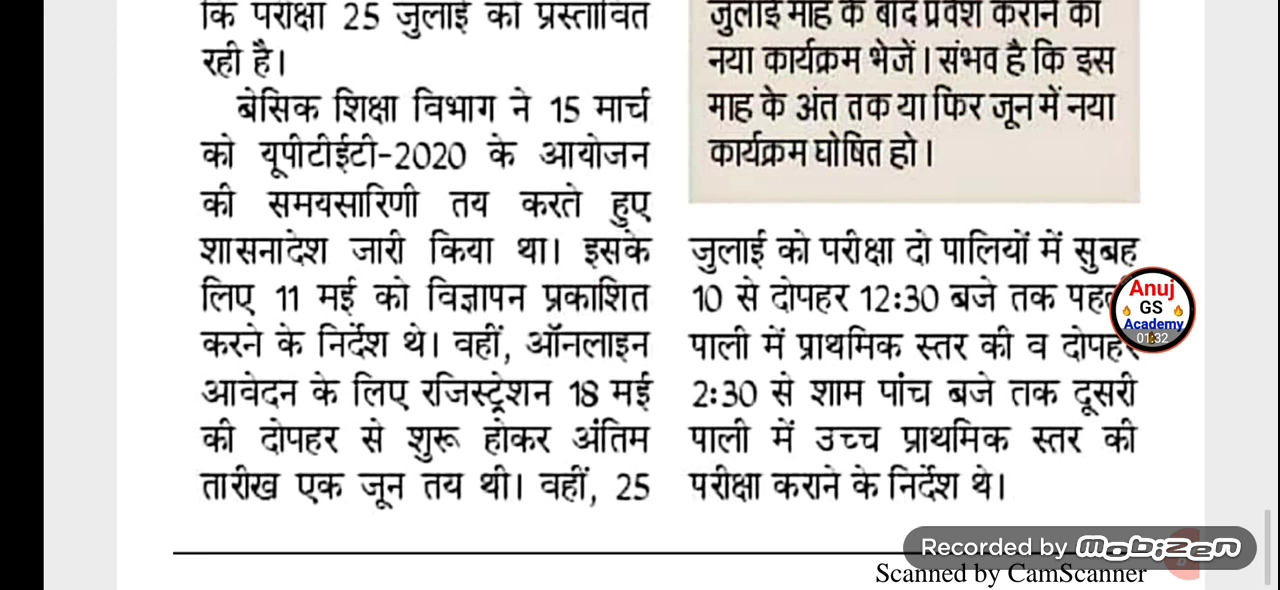 कि परीक्षा 25 जुलाई को प्रस्तावित
रही है।
बेसिक शिक्षा विभाग ने 15 मार्च
को यूपीटीईटी-2020 के आयोजन
की समयसारिणी तय करते हुए
शासनादेश जारी किया था। इसके
लिए 11 मई को विज्ञापन प्रकाशित
करने के निर्देश थे। वहीं, ऑनलाइन
आवेदन के लिए रजिस्ट्रेशन 18 मई
की दोपहर से शुरू होकर अंतिम
तारीख एक जून तय थी। वहीं, 25
जुलाई माह के बाद प्रवेश कराने का
नया कार्यक्रम भेजें। संभव है कि इस
माह के अंत तक या फिर जून में नया
कार्यक्रम घोषित हो।
जुलाई को परीक्षा दो पालियों में सुबह
10 से दोपहर 12:30 बजे तक
पाली में प्राथमिक स्तर की व दोपहर
2:30 से शाम पांच बजे तक दूसरी
पाली में उच्च प्राथमिक स्तर की
परीक्षा कराने के निर्देश थे।
Anuj
GS
Academy
01:32
Recorded by Mobizen
Scanned by CamScanner